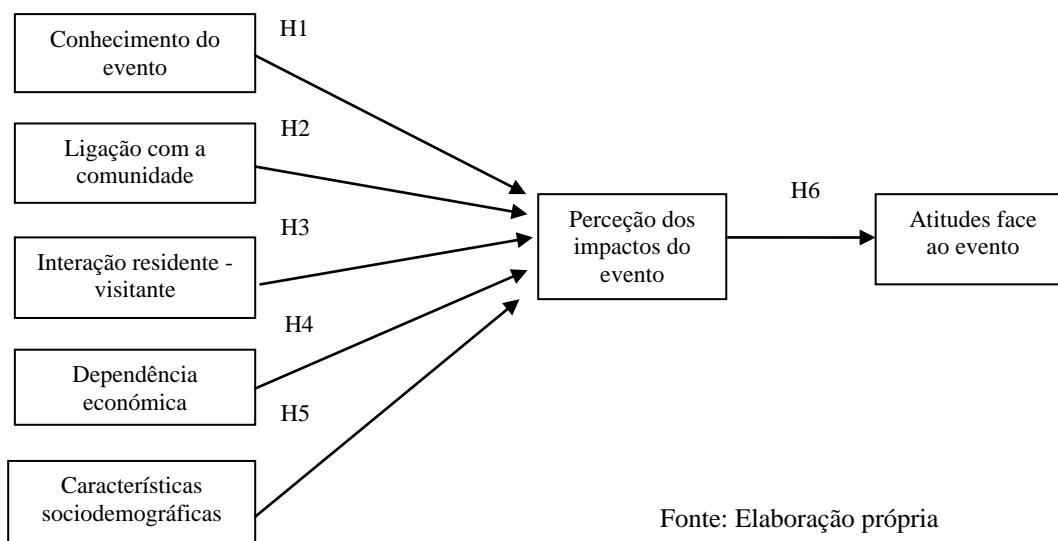 H1
Conhecimento do
evento
H2
Ligação com a
comunidade
H3
Interação residente -
visitante
H4
Dependência
económica
H5
Características
sociodemográficas
Perceção dos
impactos do
evento
H6
Atitudes face
ao evento
Fonte: Elaboração própria